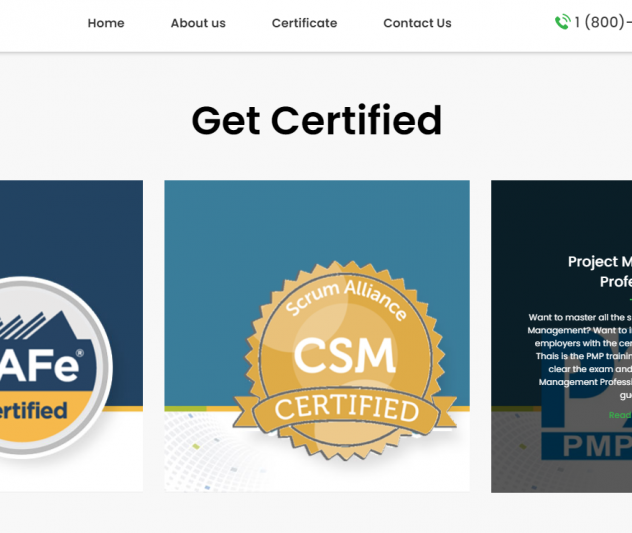 Home About us Certificate Contact Us 1 (800)-
Get Certified
AFe®
ertified
Scrum Alliance
CSM
CERTIFIED
Project M
Profe
Want to master all the s
Management? Want to i
employers with the cer
Thais is the PMP trainin
clear the exam and
Management Professi
gu
Read
PMP